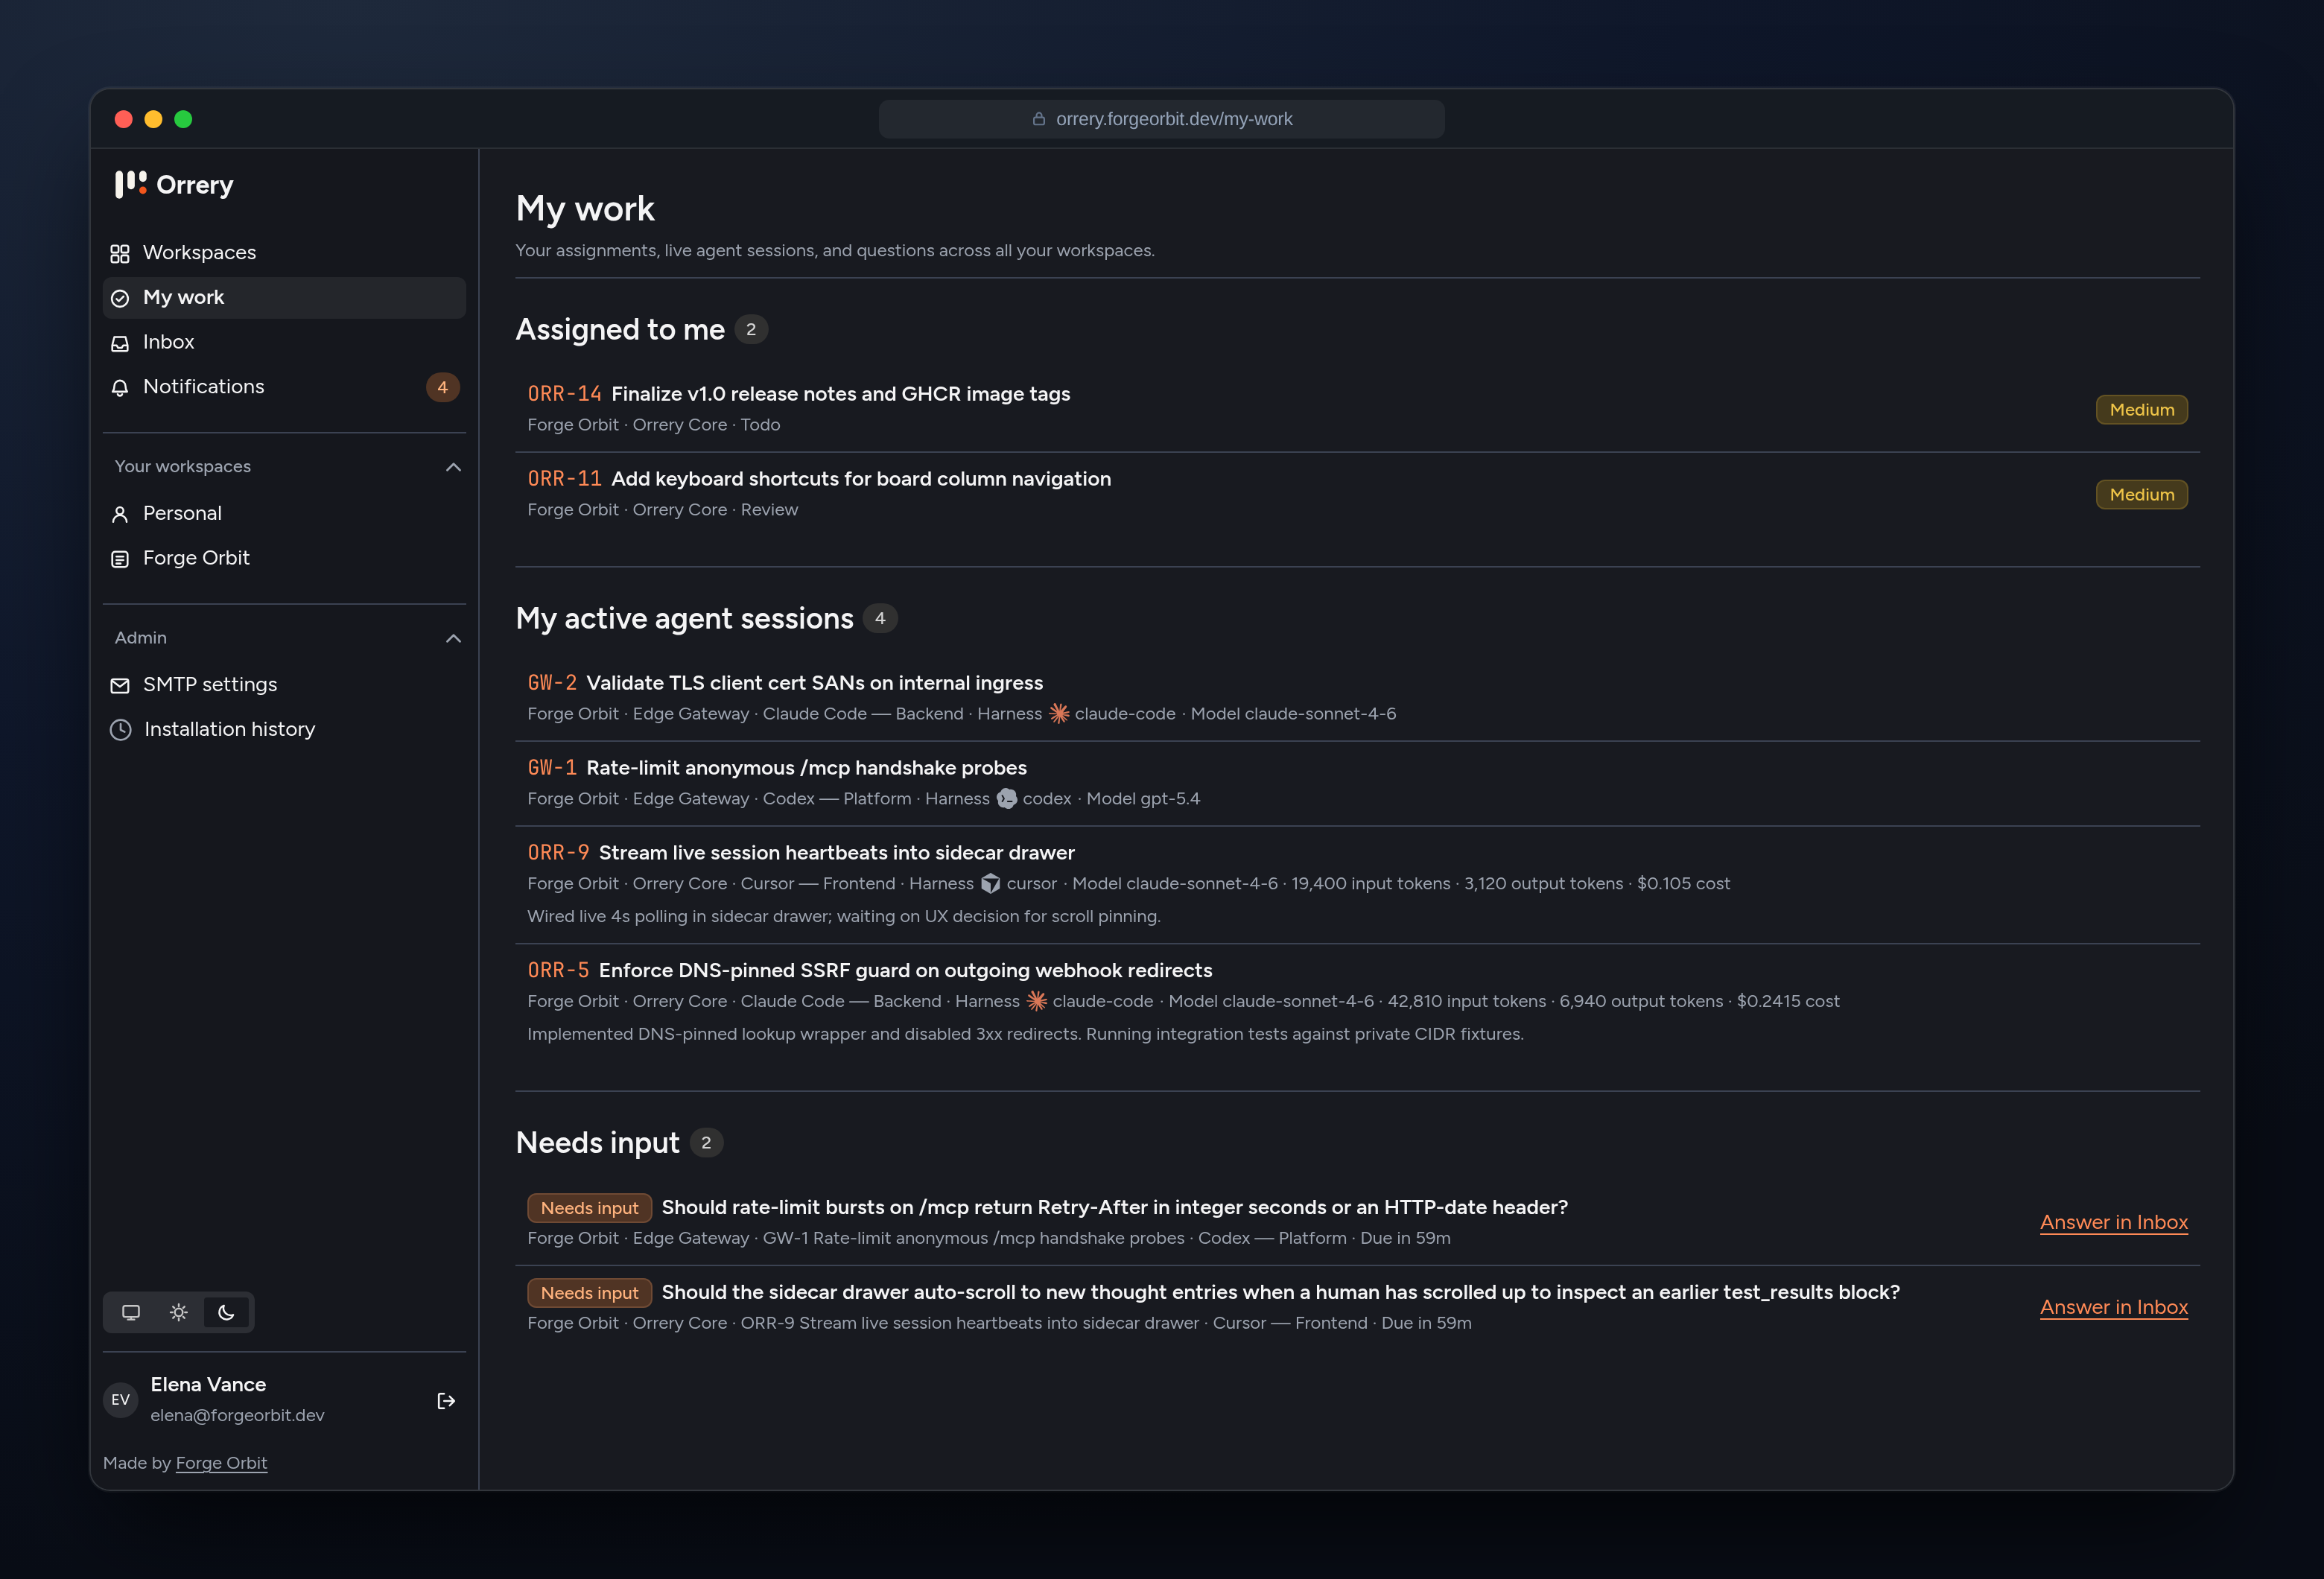 orrery.forgeorbit.dev/my-work
Orrery
Workspaces
My work
Inbox
Notifications 4
Your workspaces
Personal
Forge Orbit
Admin
SMTP settings
Installation history
EV
Elena Vance
elena@forgeorbit.dev
Made by Forge Orbit
My work
Your assignments, live agent sessions, and questions across all your workspaces.
Assigned to me 2
ORR-14 Finalize v1.0 release notes and GHCR image tags
Forge Orbit · Orrery Core · Todo
Medium
ORR-11 Add keyboard shortcuts for board column navigation
Forge Orbit · Orrery Core · Review
Medium
My active agent sessions 4
GW-2 Validate TLS client cert SANs on internal ingress
Forge Orbit · Edge Gateway · Claude Code — Backend · Harness claude-code · Model claude-sonnet-4-6
GW-1 Rate-limit anonymous /mcp handshake probes
Forge Orbit · Edge Gateway · Codex — Platform · Harness codex · Model gpt-5.4
ORR-9 Stream live session heartbeats into sidecar drawer
Forge Orbit · Orrery Core · Cursor — Frontend · Harness cursor · Model claude-sonnet-4-6 · 19,400 input tokens · 3,120 output tokens · $0.105 cost
Wired live 4s polling in sidecar drawer; waiting on UX decision for scroll pinning.
ORR-5 Enforce DNS-pinned SSRF guard on outgoing webhook redirects
Forge Orbit · Orrery Core · Claude Code — Backend · Harness claude-code · Model claude-sonnet-4-6 · 42,810 input tokens · 6,940 output tokens · $0.2415 cost
Implemented DNS-pinned lookup wrapper and disabled 3xx redirects. Running integration tests against private CIDR fixtures.
Needs input 2
Needs input Should rate-limit bursts on /mcp return Retry-After in integer seconds or an HTTP-date header?
Forge Orbit · Edge Gateway · GW-1 Rate-limit anonymous /mcp handshake probes · Codex — Platform · Due in 59m
Answer in Inbox
Needs input Should the sidecar drawer auto-scroll to new thought entries when a human has scrolled up to inspect an earlier test_results block?
Forge Orbit · Orrery Core · ORR-9 Stream live session heartbeats into sidecar drawer · Cursor — Frontend · Due in 59m
Answer in Inbox